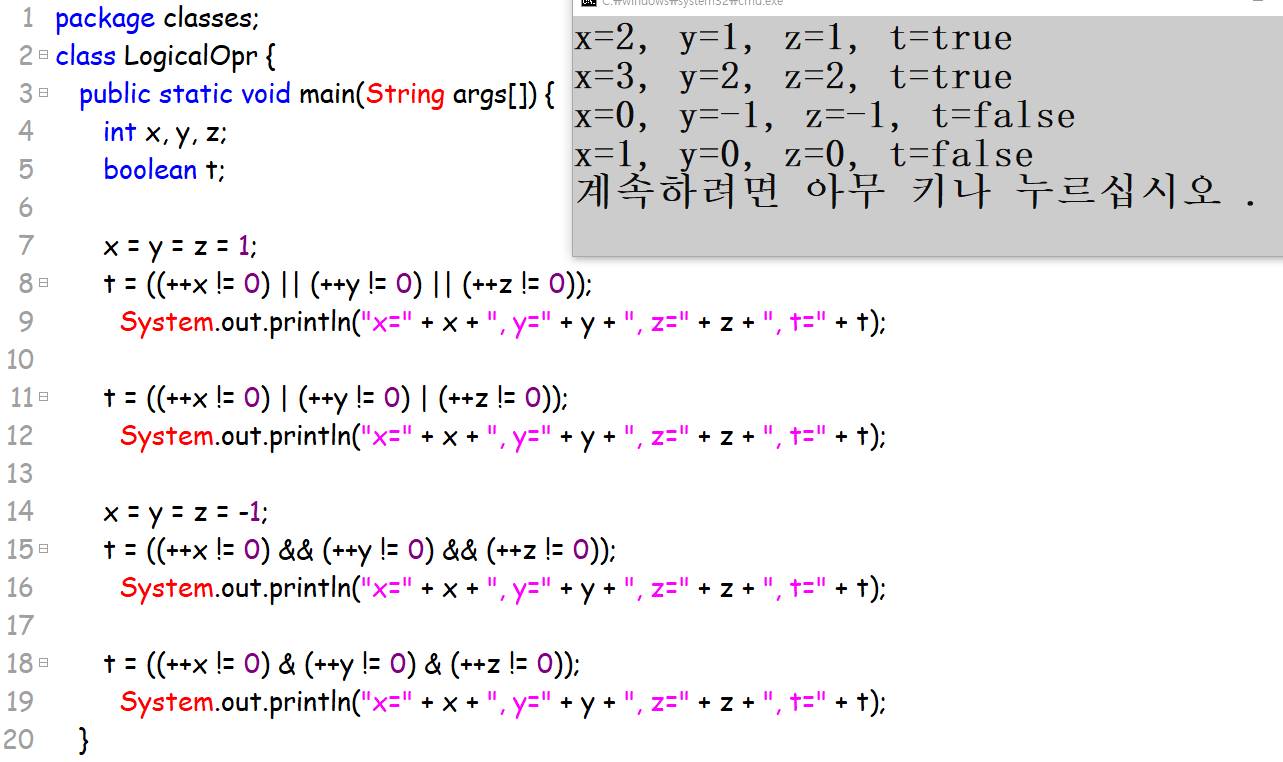 1 package classes;
2 class LogicalOpr {
3 public static void main(String args[]) {
4 int x, y, z;
5 boolean t;
6
7 x = y = z = 1;
8 t = ((++x != 0) || (++y != 0) || (++z != 0));
9 System.out.println("x=" + x + ", y=" + y + ", z=" + z + ", t=" + t);
10
11 t = ((++x != 0) | (++y != 0) | (++z != 0));
12 System.out.println("x=" + x + ", y=" + y + ", z=" + z + ", t=" + t);
13
14 x = y = z = -1;
15 t = ((++x != 0) && (++y != 0) && (++z != 0));
16 System.out.println("x=" + x + ", y=" + y + ", z=" + z + ", t=" + t);
17
18 t = ((++x != 0) & (++y != 0) & (++z != 0));
19 System.out.println("x=" + x + ", y=" + y + ", z=" + z + ", t=" + t);
20 }
C:₩windows₩system32₩cmd.exe
x=2, y=1, z=1, t=true
x=3, y=2, z=2, t=true
x=0, y=-1, z=-1, t=false
x=1, y=0, z=0, t=false
계속하려면 아무 키나 누르십시오 .